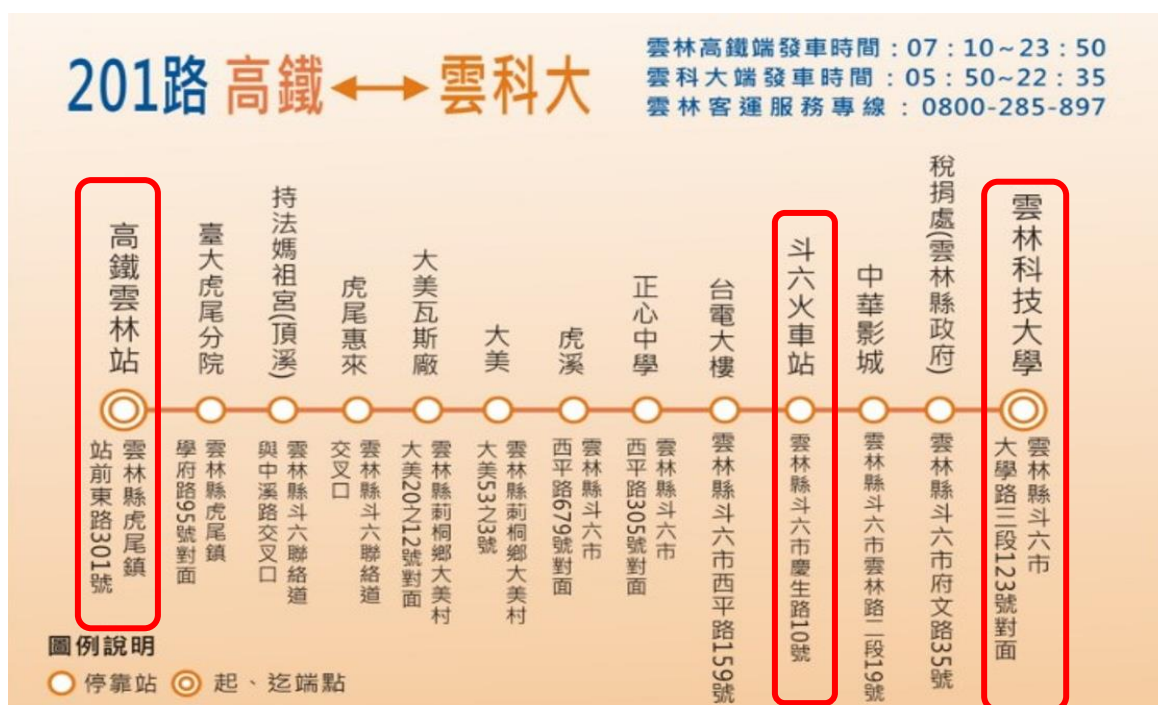 201路 高鐵↔雲科大
雲林高鐵端發車時間：07：10~23：50
雲科大端發車時間：05：50~22：35
雲林客運服務專線：0800-285-897
高鐵雲林站
臺大虎尾分院
持法媽祖宮(頂溪)
虎尾惠來
大美瓦斯廠
大美
虎溪
正心中學
台電大樓
斗六火車站
中華影城
稅捐處(雲林縣政府)
雲林科技大學
雲林縣虎尾鎮
站前東路301號
雲林縣虎尾鎮
學府路95號對面
雲林縣斗六聯絡道
與中溪路交叉口
雲林縣斗六聯絡道
交叉口
雲林縣莿桐鄉大美村
大美20之12號對面
雲林縣莿桐鄉大美村
大美53之3號
雲林縣斗六市
西平路679號對面
雲林縣斗六市
西平路305號對面
雲林縣斗六市西平路159號
雲林縣斗六市慶生路10號
雲林縣斗六市雲林路二段19號
雲林縣斗六市府文路35號
雲林縣斗六市
大學路三段123號對面
圖例說明
停靠站 起、迄端點